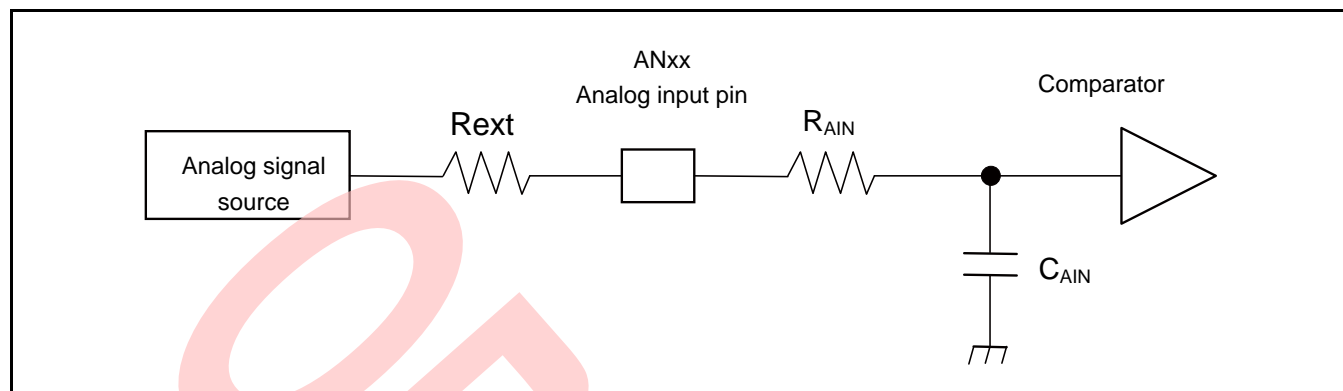 ANxx
Analog input pin
Comparator
Rext
RAIN
Analog signal
source
CAIN